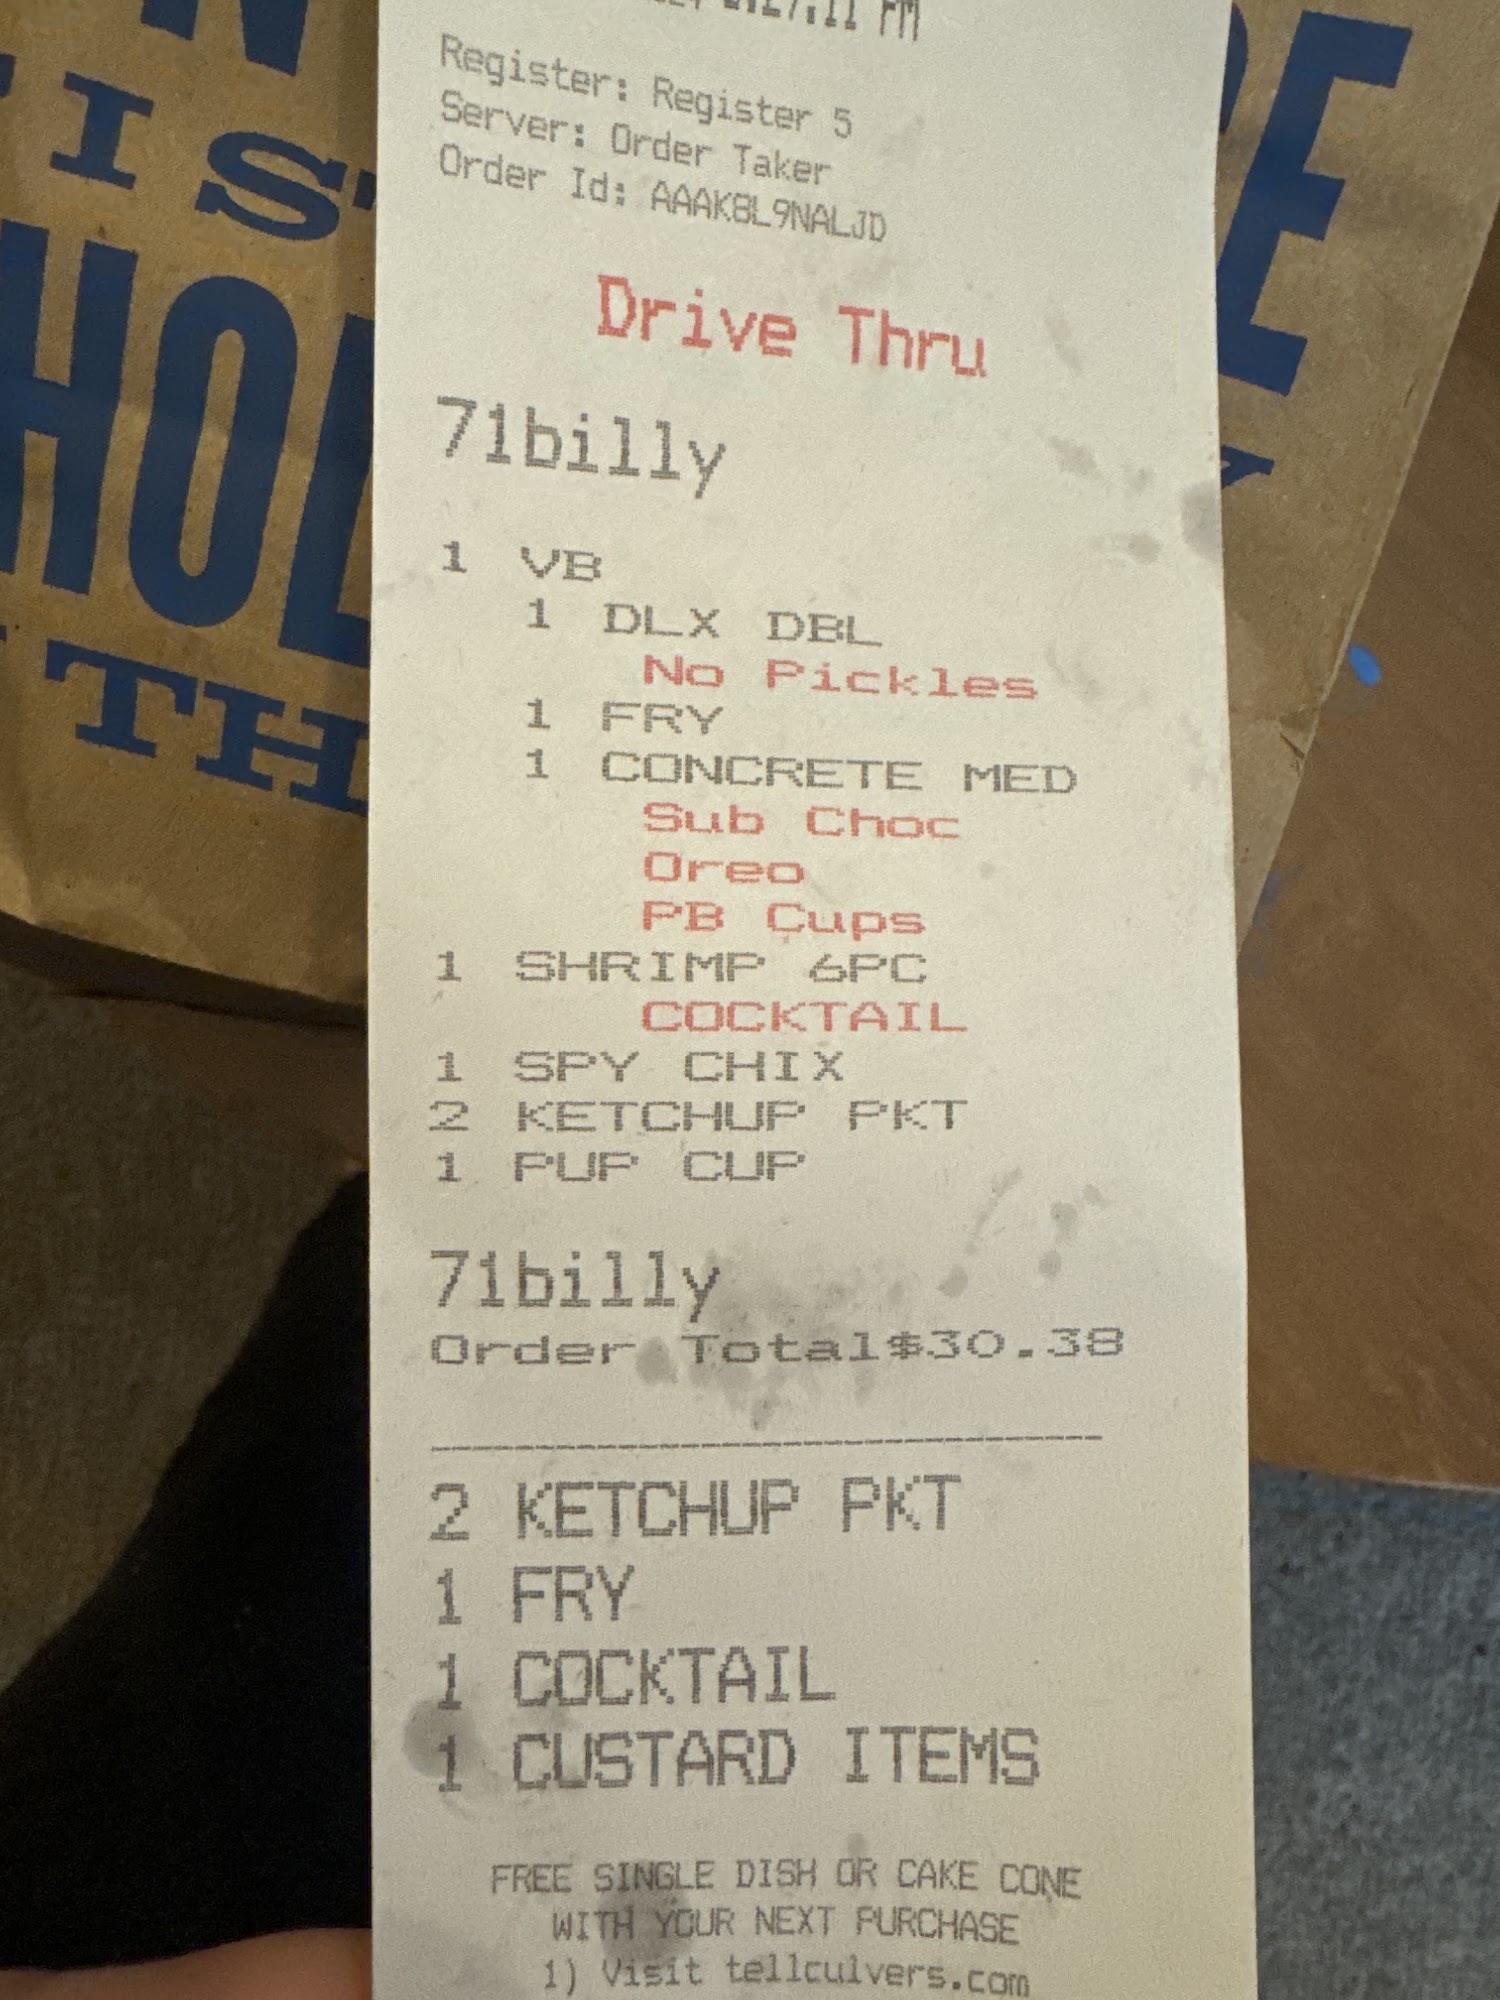 PM
Register: Register 5
Server: Order Taker
Order Id: AAAK8L9NALJD
Drive Thru
71billy
1 VB
1 DLX DBL
No Pickles
1 FRY
1 CONCRETE MED
Sub Choc
Oreo
PB Cups
1 SHRIMP 6PC
COCKTAIL
1 SPY CHIX
2 KETCHUP PKT
1 PUP CUP
71billy
Order Total$30.38
2 KETCHUP PKT
1 FRY
1 COCKTAIL
1 CUSTARD ITEMS
FREE SINGLE DISH OR CAKE CONE
WITH YOUR NEXT PURCHASE
1) Visit tellculvers.com